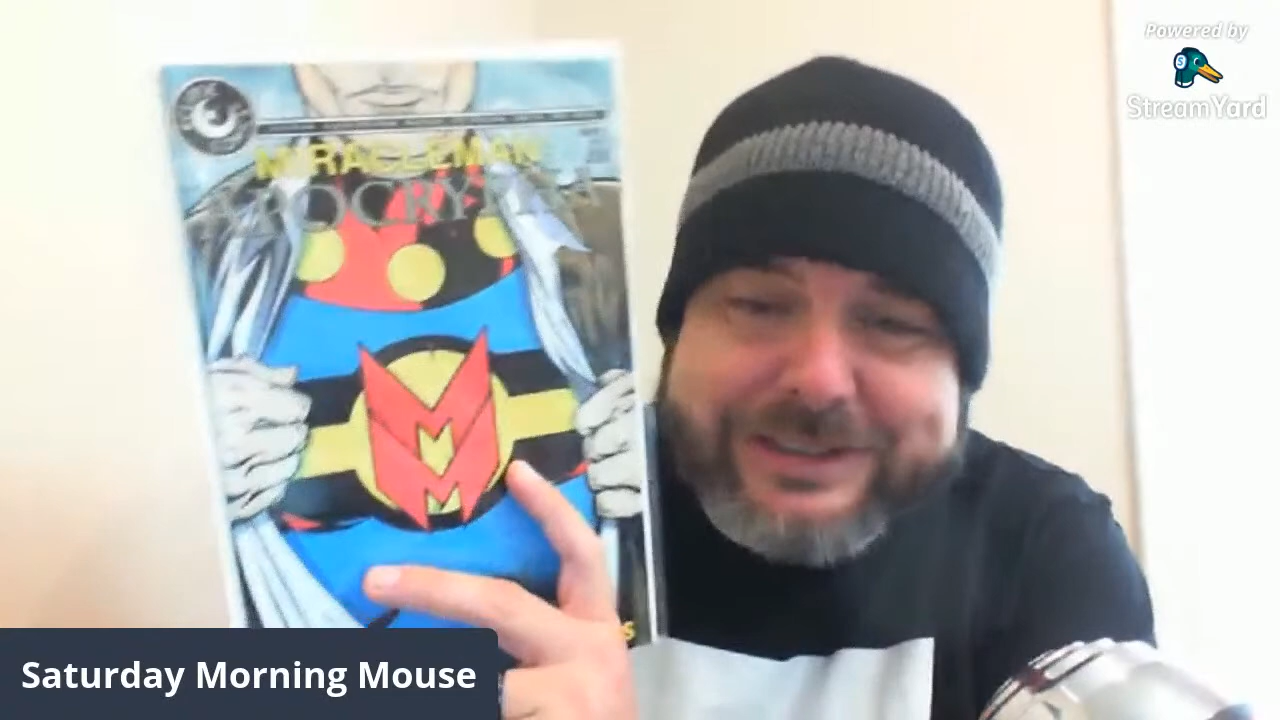 Powered by
StreamYard
MIRACLEMAN
APOCRYPHA
Saturday Morning Mouse